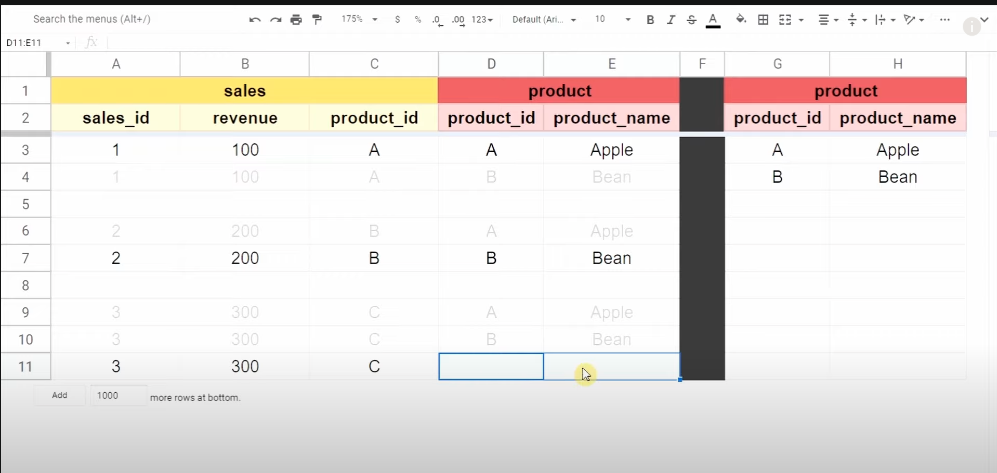 Search the menus (Alt+/) 175% $ % .0 .00 123 Default (Ari... 10 B I S A ... i
D11:E11 fx
A B C D E F G H
1 sales product product
2 sales_id revenue product_id product_id product_name product_id product_name
3 1 100 A A Apple A Apple
4 1 100 A B Bean B Bean
5
6 2 200 B A Apple
7 2 200 B B Bean
8
9 3 300 C A Apple
10 3 300 C B Bean
11 3 300 C
Add 1000 more rows at bottom.